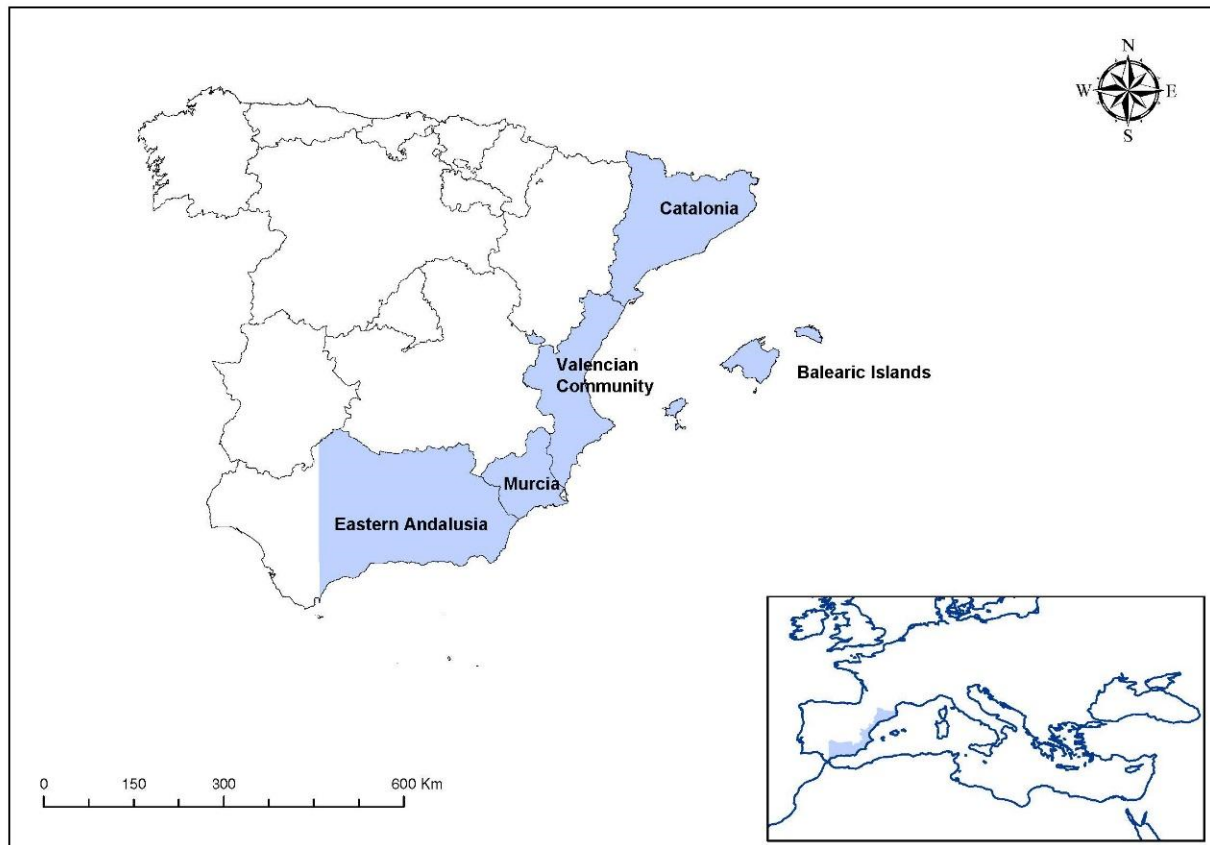 N
W E
S
Catalonia
Valencian
Community
Balearic Islands
Murcia
Eastern Andalusia
0 150 300 600 Km